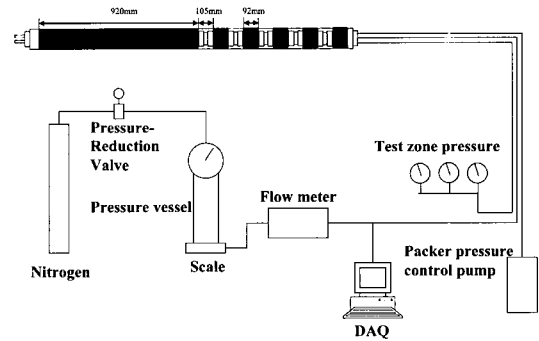 920mm 105mm 92mm
Pressure-
Reduction
Valve
Test zone pressure
Pressure vessel
Flow meter
Nitrogen
Scale
Packer pressure
control pump
DAQ